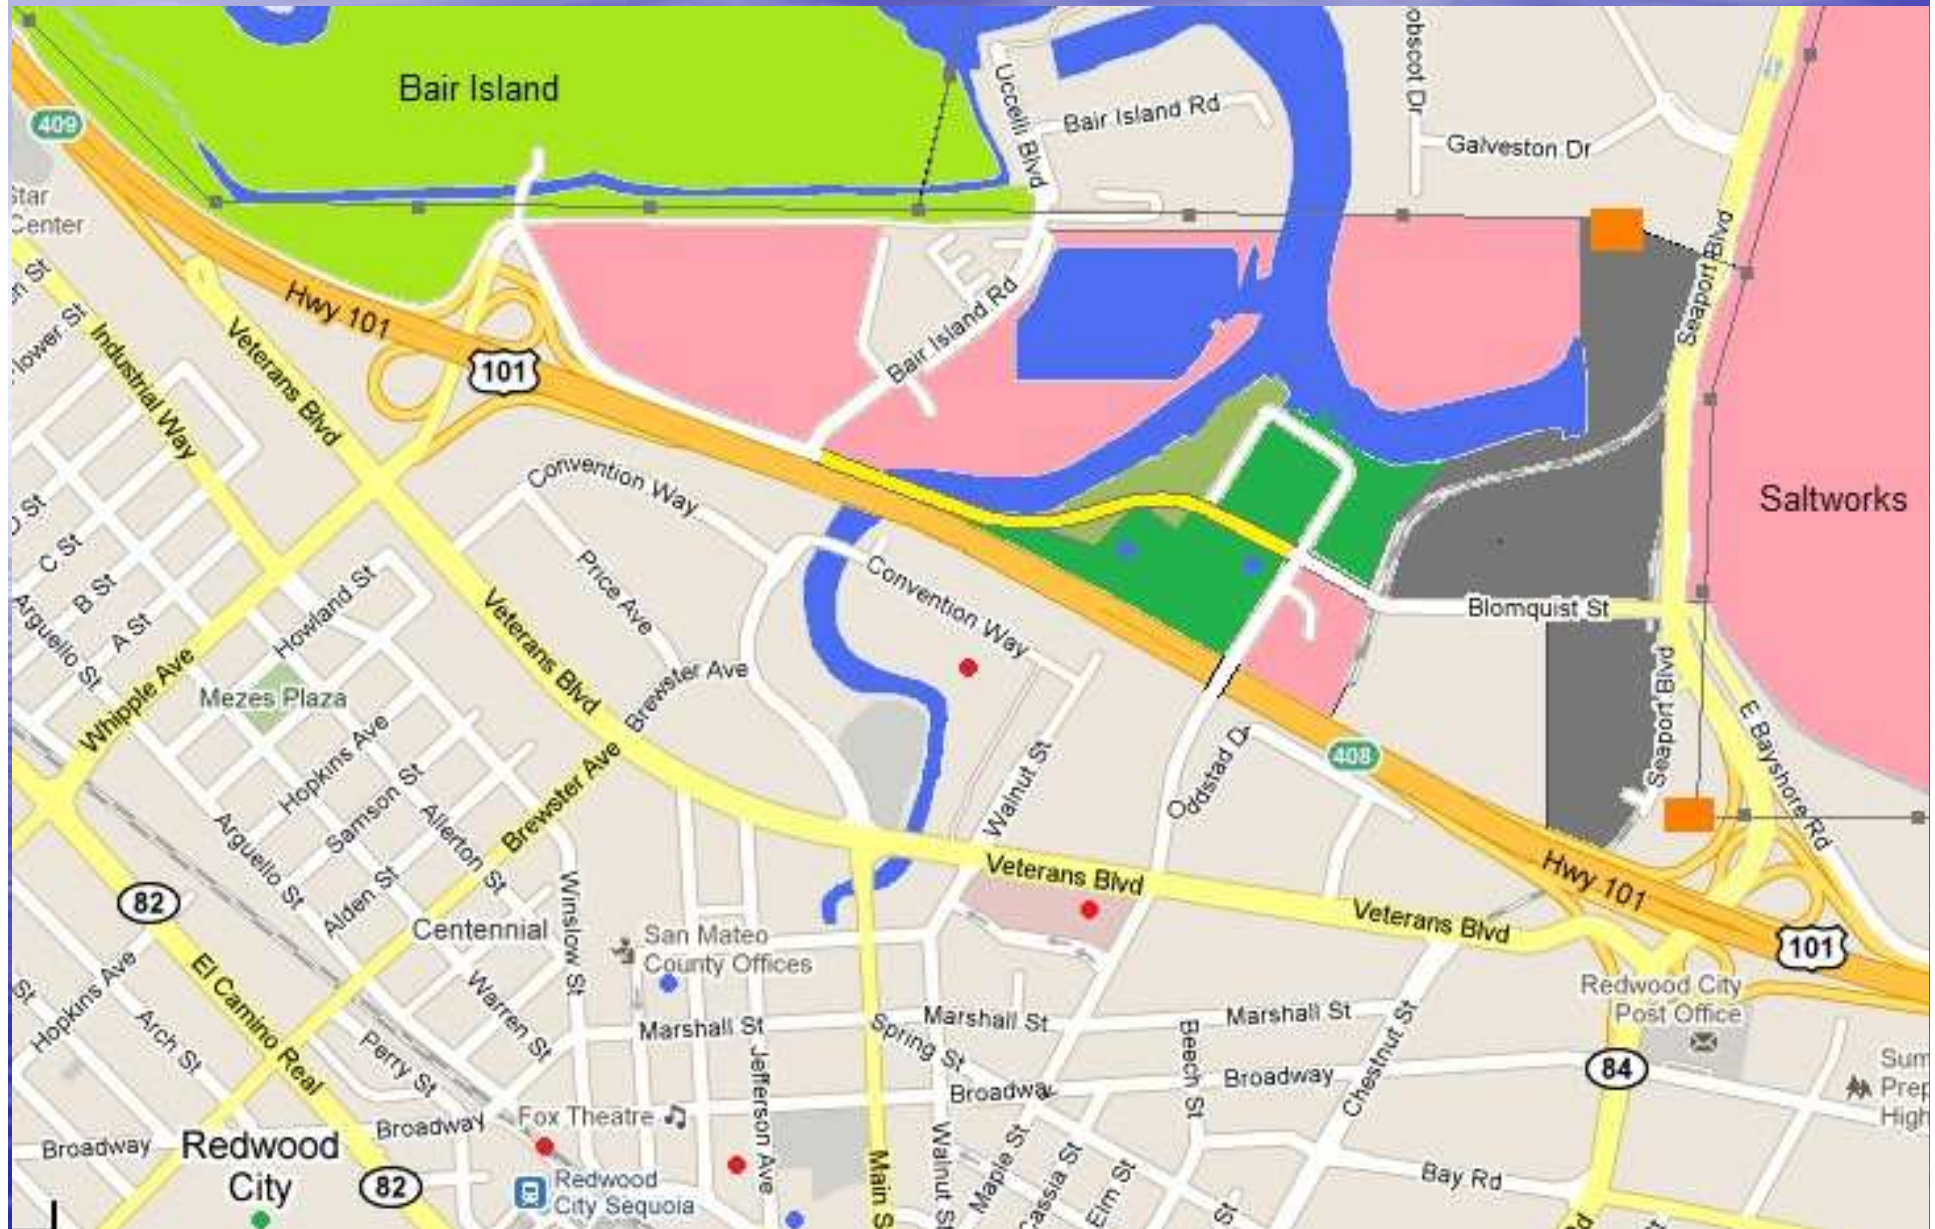 Bair Island
409
Uccelli Blvd
Bair Island Rd
Galveston Dr
Star
Center
Hwy 101
101
Bair Island Rd
Seaport Blvd
Industrial Way
Veterans Blvd
Convention Way
Saltworks
C St
B St
A St
Arguello St
Howland St
Price Ave
Convention Way
Blomquist St
Veterans Blvd
Whipple Ave
Mezes Plaza
Brewster Ave
Hopkins Ave
Samson St
Allerton St
Brewster Ave
Arguello St
Alden St
Walnut St
Oddstad Dr
408
Seaport Blvd
E Bayshore Rd
Veterans Blvd
Hwy 101
Veterans Blvd
101
82
Centennial
Winslow St
San Mateo
County Offices
Redwood City
Post Office
El Camino Real
Hopkins Ave
Arch St
Warren St
Perry St
Marshall St
Spring St
Marshall St
Marshall St
Jefferson Ave
Beech St
Chestnut St
84
Broadway
Broadway
Broadway
Broadway
Fox Theatre
Redwood
City
82
Redwood
City Sequoia
Main S
Walnut St
Maple St
Cassia St
Elm St
St
Bay Rd
High